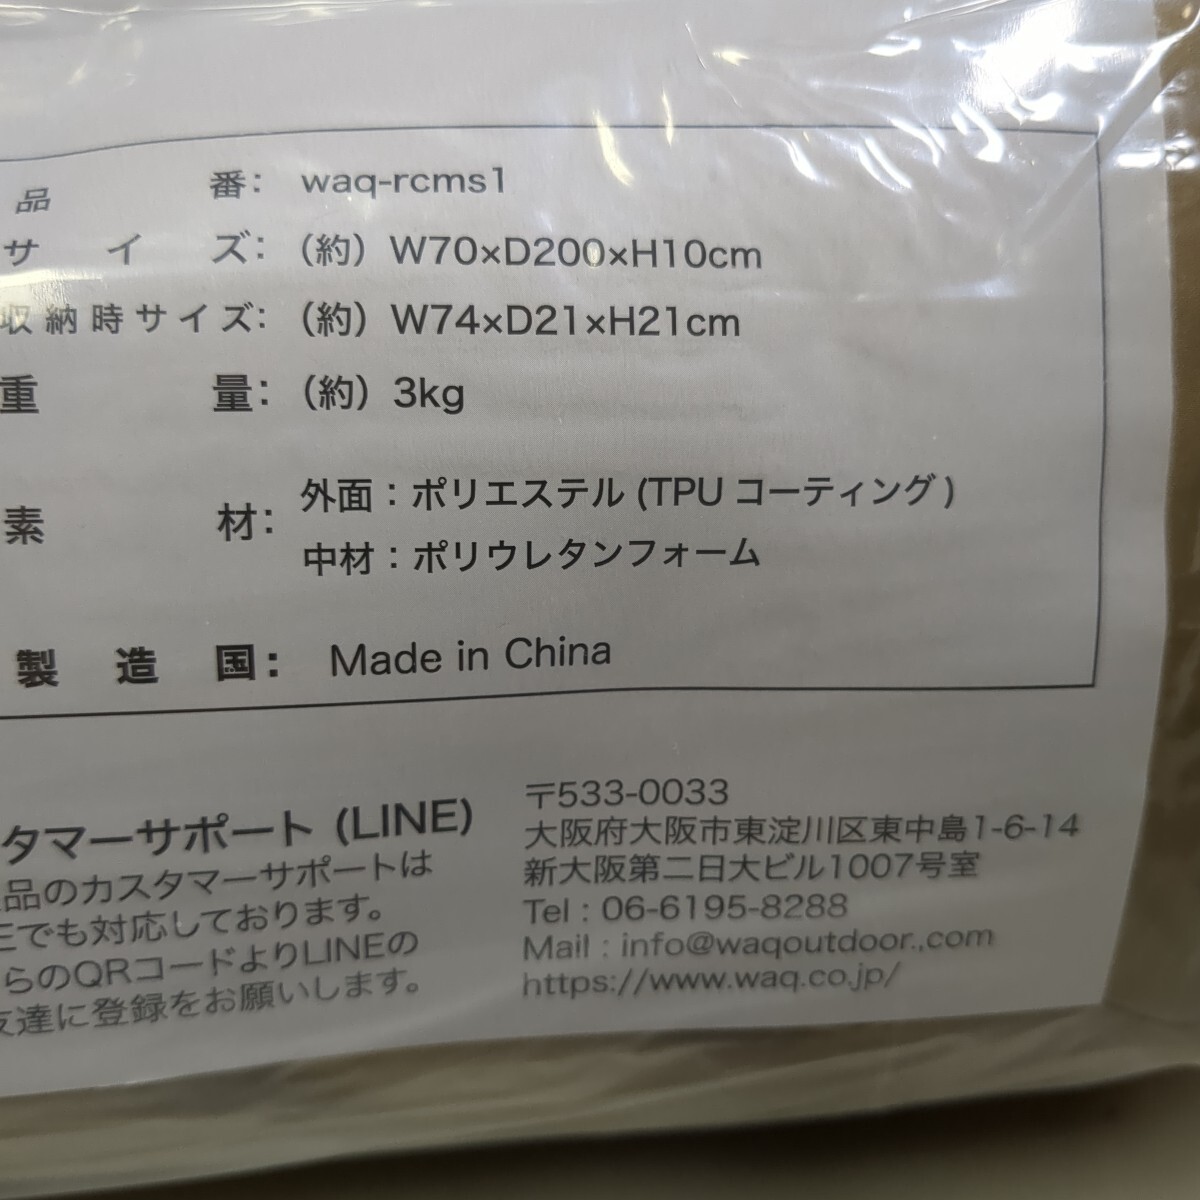 品番： waq-rcms1
サイズ：（約）W70×D200×H10cm
収納時サイズ：（約）W74×D21×H21cm
重量：（約）3kg
素材：
外面：ポリエステル(TPUコーティング)
中材：ポリウレタンフォーム
製造国： Made in China
タマーサポート (LINE)
品のカスタマーサポートは
でも対応しております。
らのQRコードよりLINEの
友達に登録をお願いします。
〒533-0033
大阪府大阪市東淀川区東中島1-6-14
新大阪第二日大ビル1007号室
Tel : 06-6195-8288
Mail : info@waqoutdoor.,com
https://www.waq.co.jp/